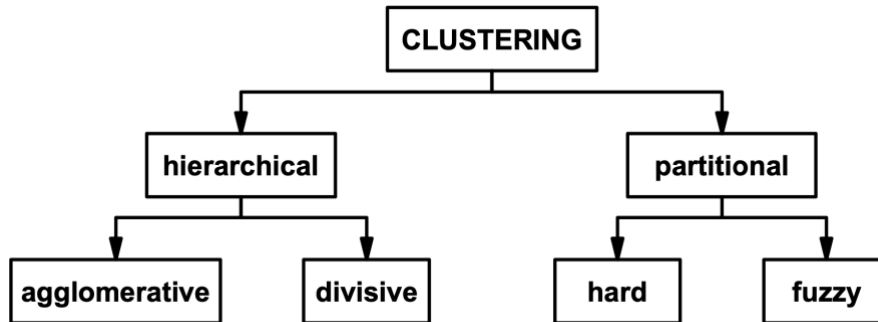 CLUSTERING
hierarchical
partitional
agglomerative
divisive
hard
fuzzy